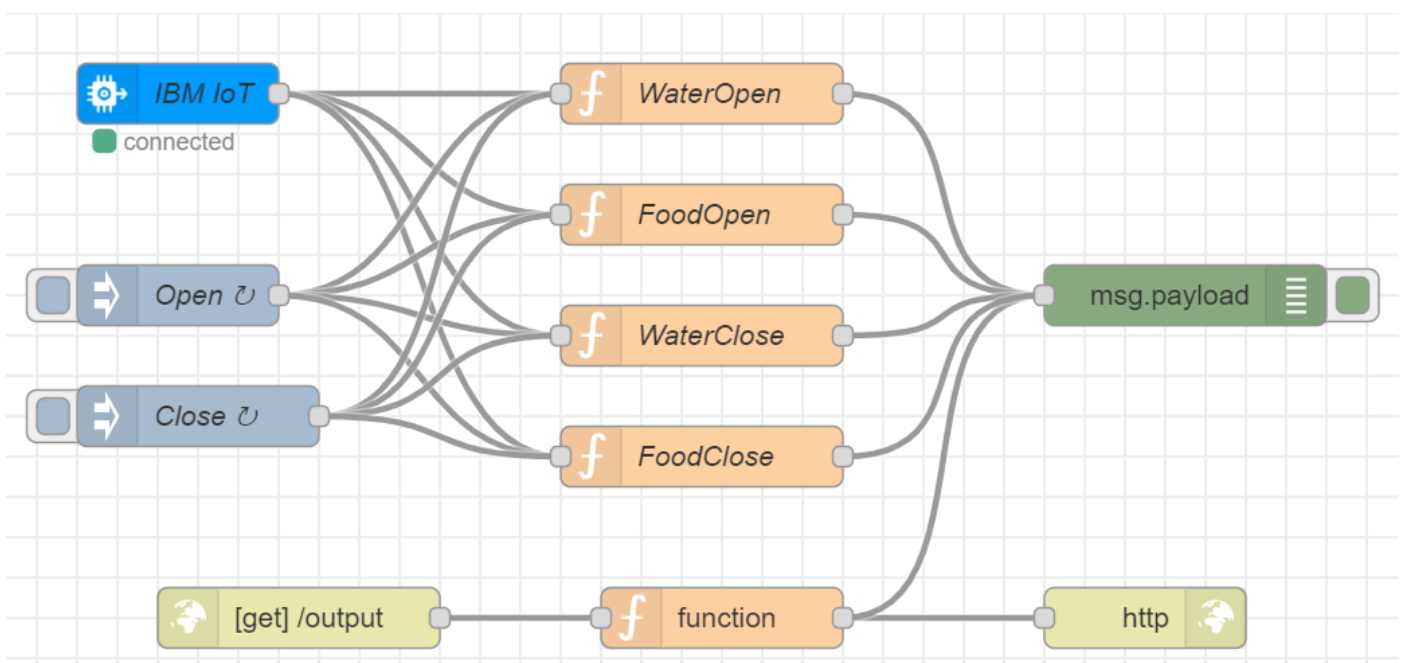 IBM IoT
connected
WaterOpen
FoodOpen
Open ↻
msg.payload
WaterClose
Close ↻
FoodClose
[get] /output
function
http